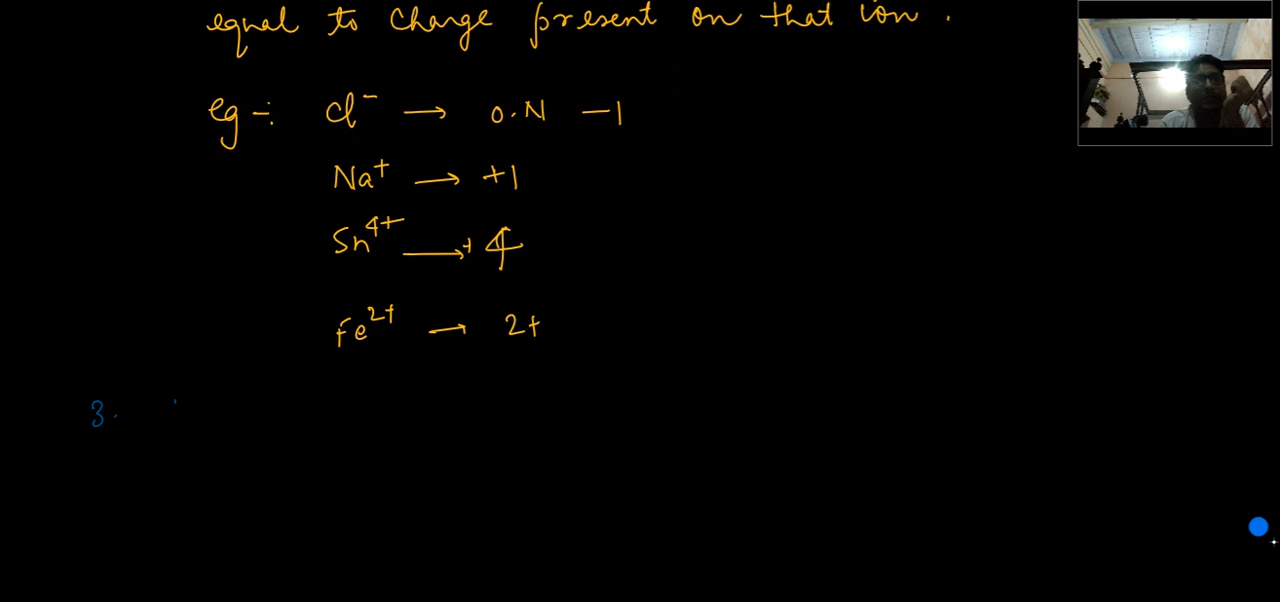 equal to charge present on that ion.
eg -: Cl⁻ → O.N −1
Na⁺ → +1
Sn⁴⁺ → +4
Fe²⁺ → 2+
3.